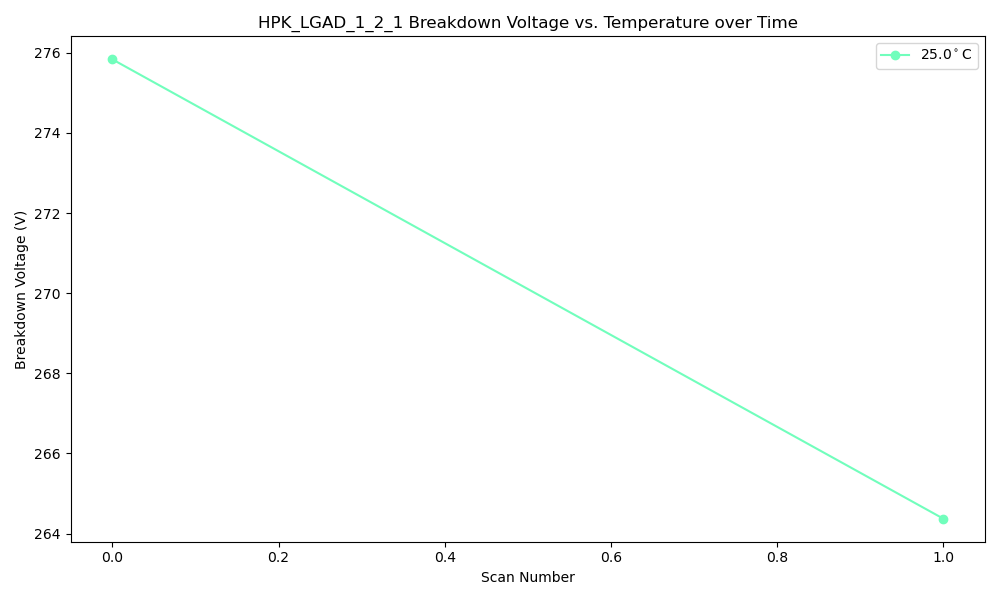 HPK_LGAD_1_2_1 Breakdown Voltage vs. Temperature over Time
25.0°C
276
274
272
270
268
266
264
Breakdown Voltage (V)
0.0 0.2 0.4 0.6 0.8 1.0
Scan Number